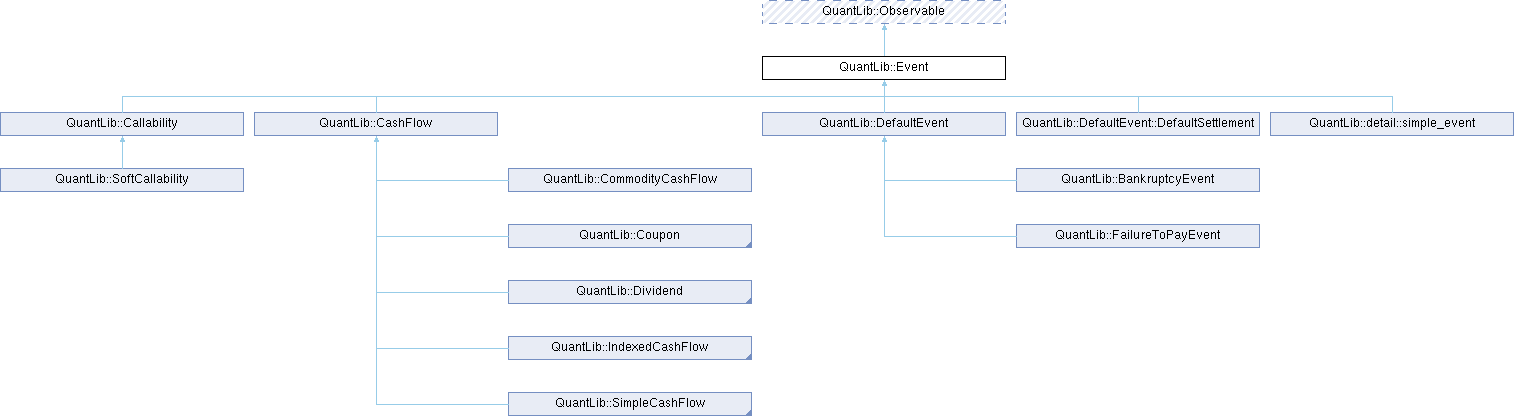 QuantLib::Observable
QuantLib::Event
QuantLib::Callability
QuantLib::CashFlow
QuantLib::DefaultEvent
QuantLib::DefaultEvent::DefaultSettlement
QuantLib::detail::simple_event
QuantLib::SoftCallability
QuantLib::CommodityCashFlow
QuantLib::BankruptcyEvent
QuantLib::Coupon
QuantLib::FailureToPayEvent
QuantLib::Dividend
QuantLib::IndexedCashFlow
QuantLib::SimpleCashFlow